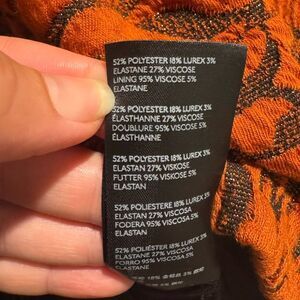 52% POLYESTER 18% LUREX 3%
ELASTANE 27% VISCOSE
LINING 95% VISCOSE 5%
ELASTANE
52% POLYESTER 18% LUREX 3%
ÉLASTHANNE 27% VISCOSE
DOUBLURE 95% VISCOSE 5%
ÉLASTHANNE
52% POLYESTER 18% LUREX 3%
ELASTAN 27% VISKOSE
FUTTER 95% VISKOSE 5%
ELASTAN
52% POLIESTERE 18% LUREX 3%
ELASTAN 27% VISCOSA
FODERA 95% VISCOSA 5%
ELASTAN
52% POLIÉSTER 18% LUREX 3%
ELASTANO 27% VISCOSA
FORRO 95% VISCOSA 5%
ELASTANO